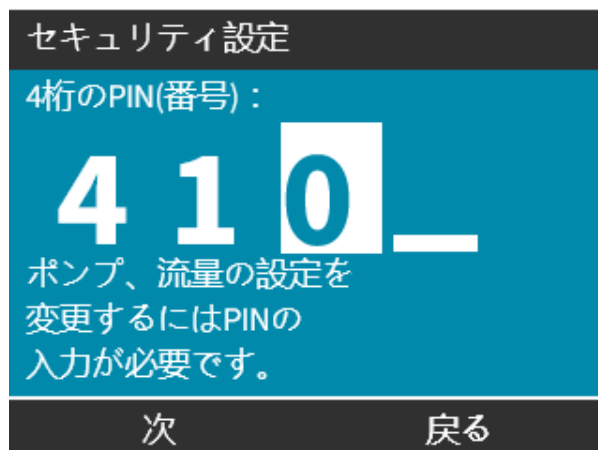 セキュリティ設定
4桁のPIN(番号)：
4 1 0 _
ポンプ、流量の設定を
変更するにはPINの
入力が必要です。
次 戻る